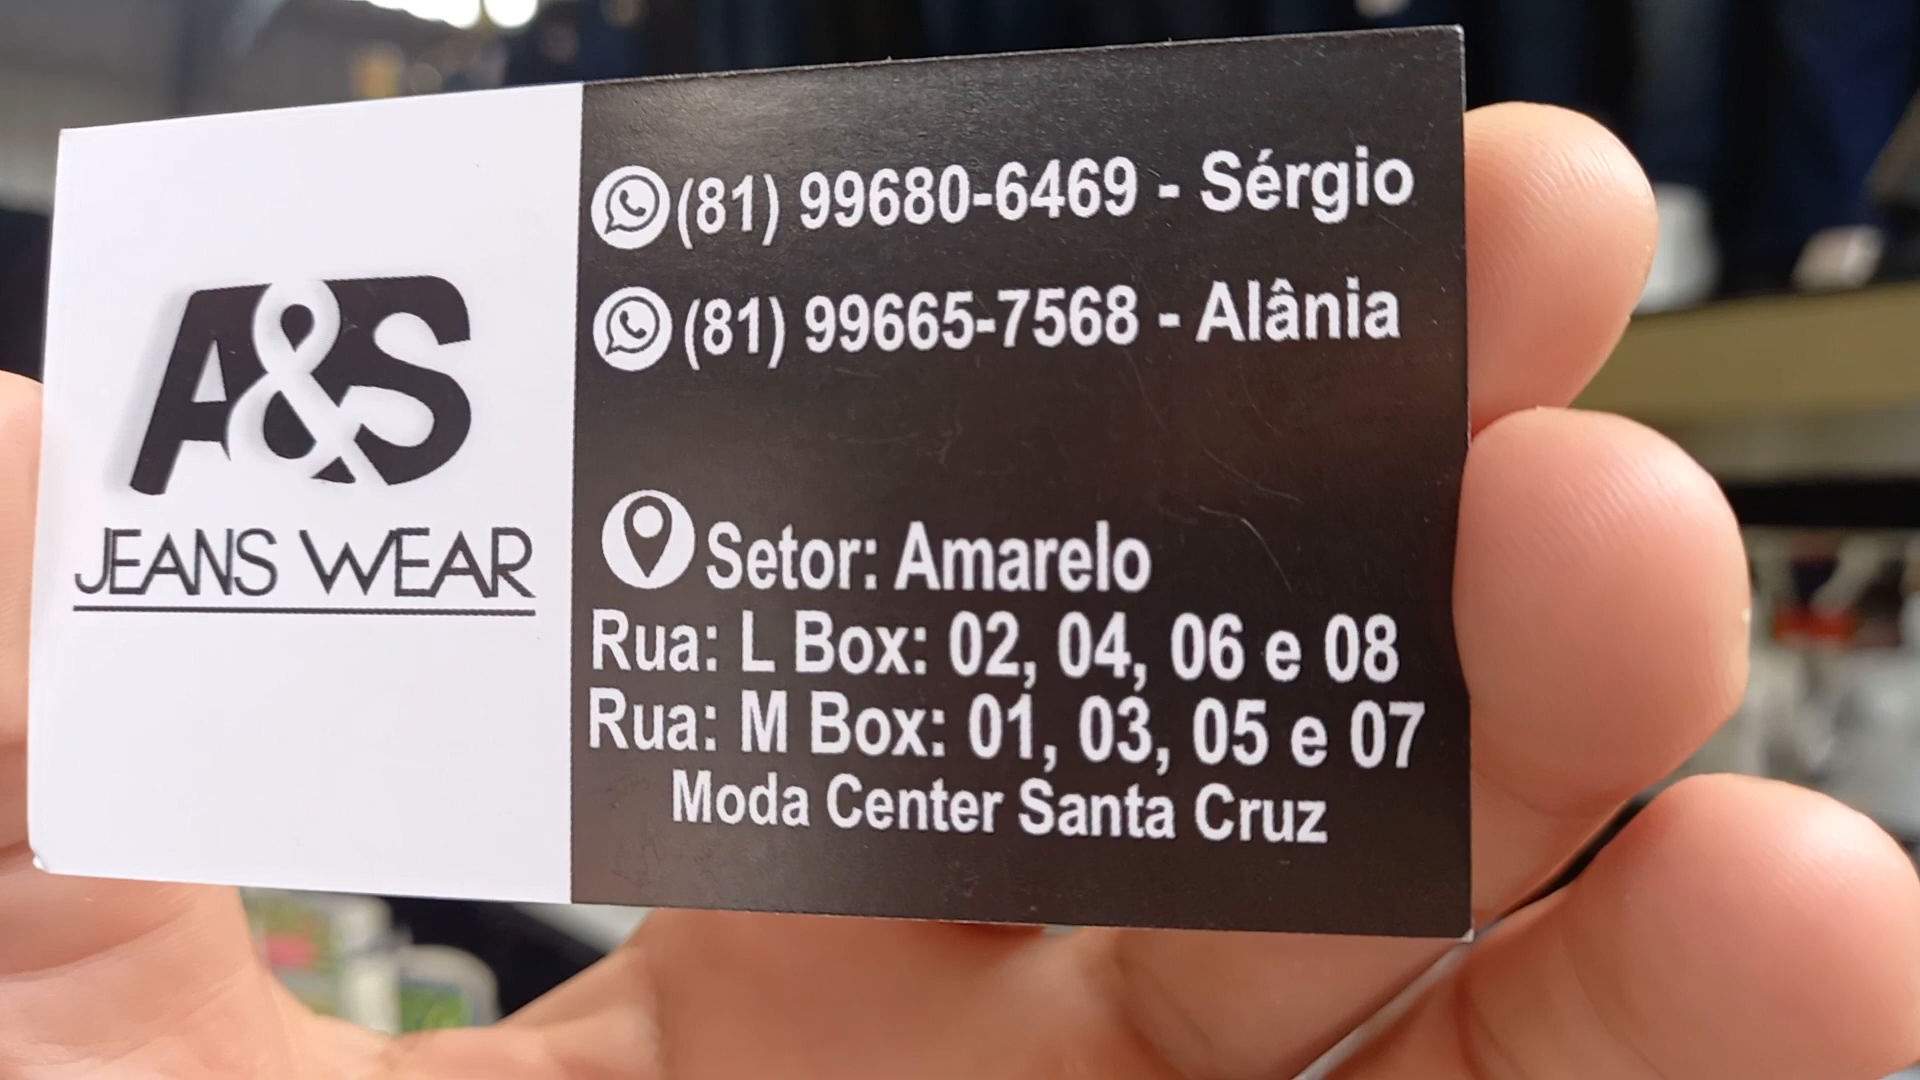 A&S
JEANS WEAR
(81) 99680-6469 - Sérgio
(81) 99665-7568 - Alânia
Setor: Amarelo
Rua: L Box: 02, 04, 06 e 08
Rua: M Box: 01, 03, 05 e 07
Moda Center Santa Cruz